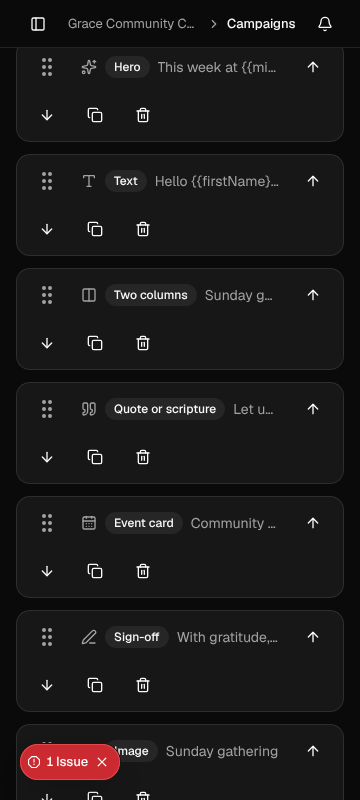 Grace Community C... Campaigns
Hero This week at {{mi...
Text Hello {{firstName}...
Two columns Sunday g...
Quote or scripture Let u...
Event card Community ...
Sign-off With gratitude,...
Image Sunday gathering
1 Issue